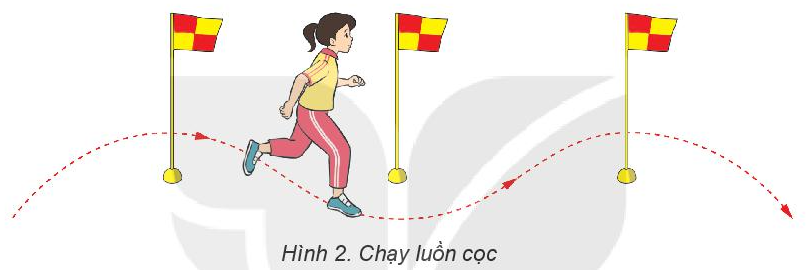 Hình 2. Chạy luồn cọc